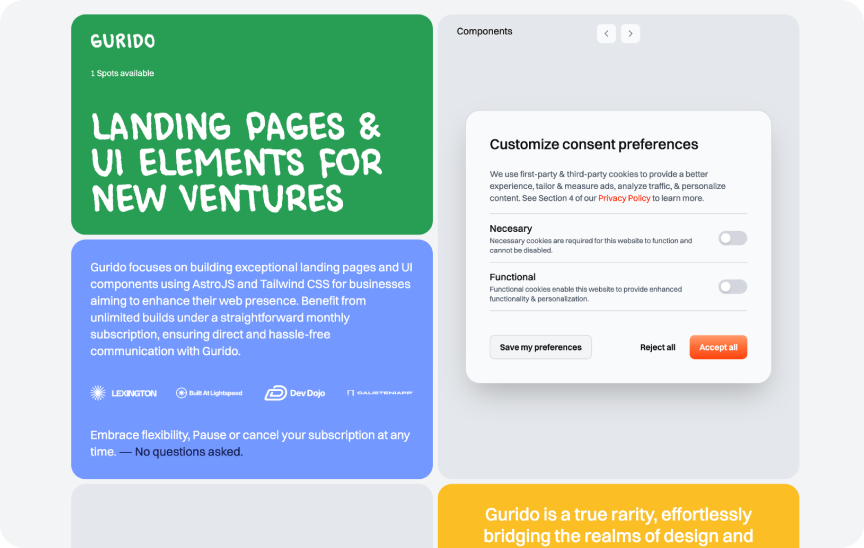 GURIDO
1 Spots available
LANDING PAGES &
UI ELEMENTS FOR
NEW VENTURES
Gurido focuses on building exceptional landing pages and UI
components using AstroJS and Tailwind CSS for businesses
aiming to enhance their web presence. Benefit from
unlimited builds under a straightforward monthly
subscription, ensuring direct and hassle-free
communication with Gurido.
LEXINGTON
Built At Lightspeed
Dev Dojo
CALISTENIAPP
Embrace flexibility, Pause or cancel your subscription at any
time. — No questions asked.
Components
Customize consent preferences
We use first-party & third-party cookies to provide a better
experience, tailor & measure ads, analyze traffic, & personalize
content. See Section 4 of our Privacy Policy to learn more.
Necesary
Necessary cookies are required for this website to function and
cannot be disabled.
Functional
Functional cookies enable this website to provide enhanced
functionality & personalization.
Save my preferences
Reject all
Accept all
Gurido is a true rarity, effortlessly
bridging the realms of design and